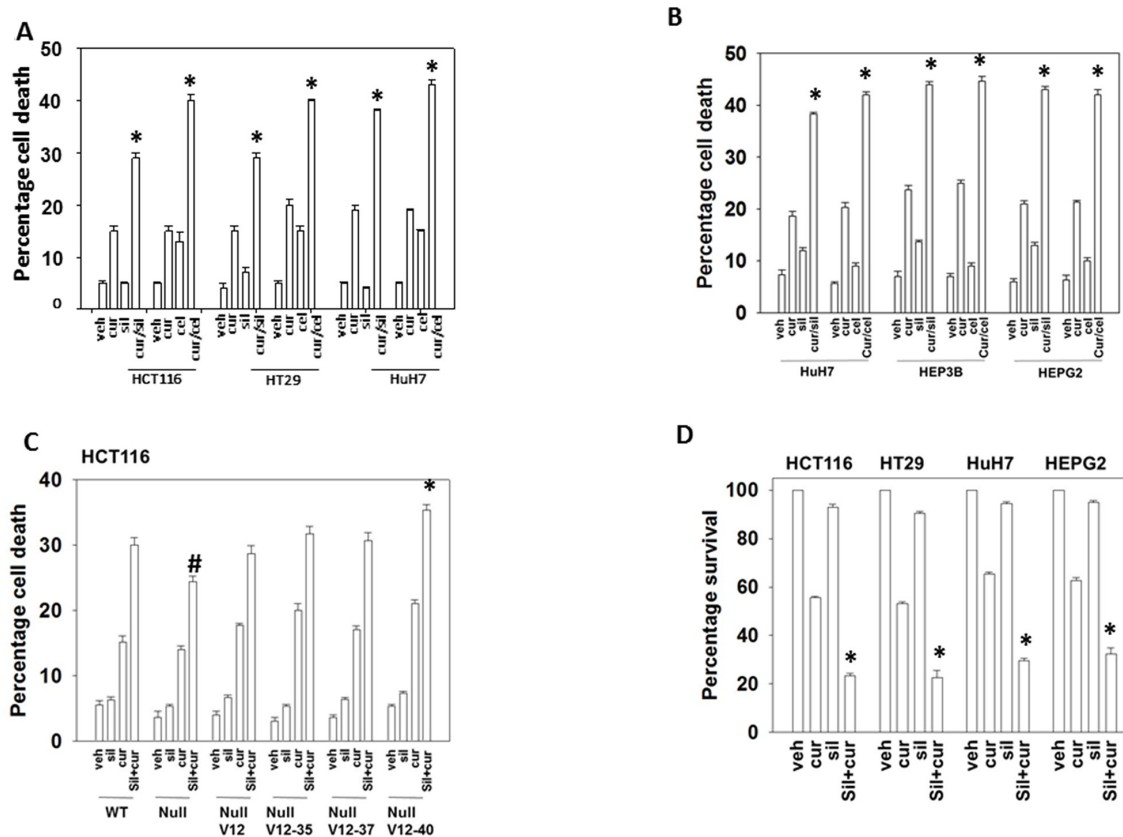 A
Percentage cell death
50
40
30
20
10
0
*
*
*
*
*
*
veh
cur
sil
cur/sil
veh
cur
cel
cur/cel
veh
cur
sil
cur/sil
veh
cur
cel
cur/cel
veh
cur
sil
cur/sil
veh
cur
cel
cur/cel
HCT116 HT29 HuH7
B
Percentage cell death
50
40
30
20
10
0
*
*
*
*
*
*
veh
cur
sil
cur/sil
veh
cur
cel
Cur/cel
veh
cur
sil
cur/sil
veh
cur
cel
Cur/cel
veh
cur
sil
cur/sil
veh
cur
cel
Cur/cel
HuH7 HEP3B HEPG2
C
HCT116
Percentage cell death
40
30
20
10
0
#
*
veh
sil
cur
Sil+cur
veh
sil
cur
Sil+cur
veh
sil
cur
Sil+cur
veh
sil
cur
Sil+cur
veh
sil
cur
Sil+cur
veh
sil
cur
Sil+cur
WT Null Null Null Null Null
V12 V12-35 V12-37 V12-40
D
HCT116 HT29 HuH7 HEPG2
Percentage survival
100
80
60
40
20
0
*
*
*
*
veh
cur
sil
Sil+cur
veh
cur
sil
Sil+cur
veh
cur
sil
Sil+cur
veh
cur
sil
Sil+cur